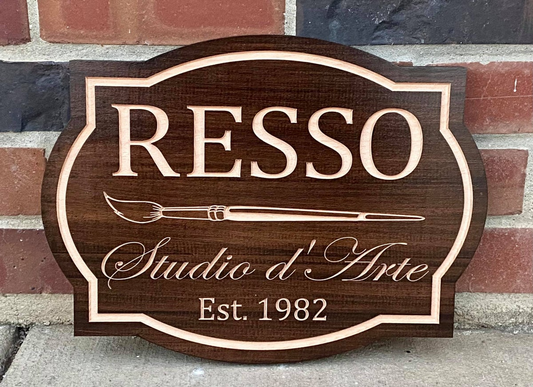 RESSO
Studio d'Arte
Est. 1982